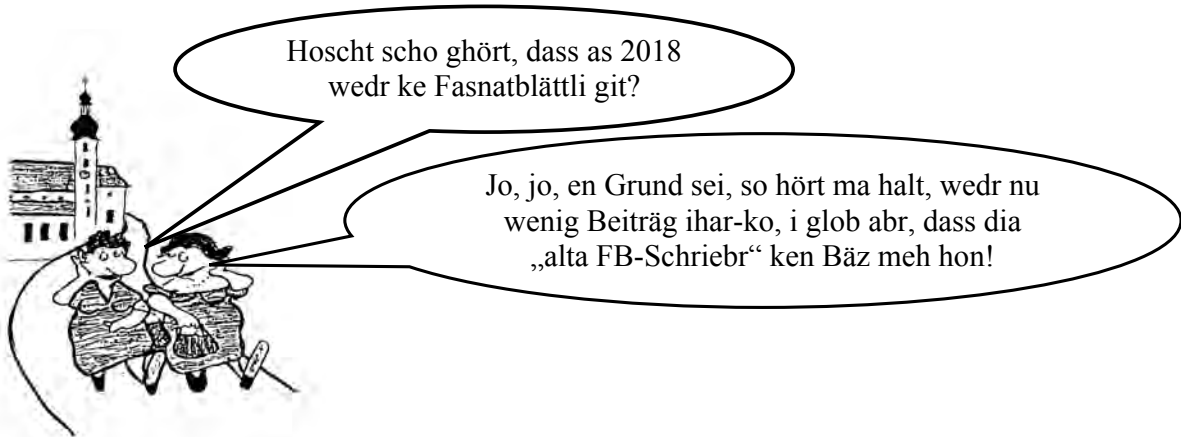 Hoscht scho ghört, dass as 2018
wedr ke Fasnatblättli git?
Jo, jo, en Grund sei, so hört ma halt, wedr nu
wenig Beiträg ihar-ko, i glob abr, dass dia
„alta FB-Schriebr“ ken Bäz meh hon!